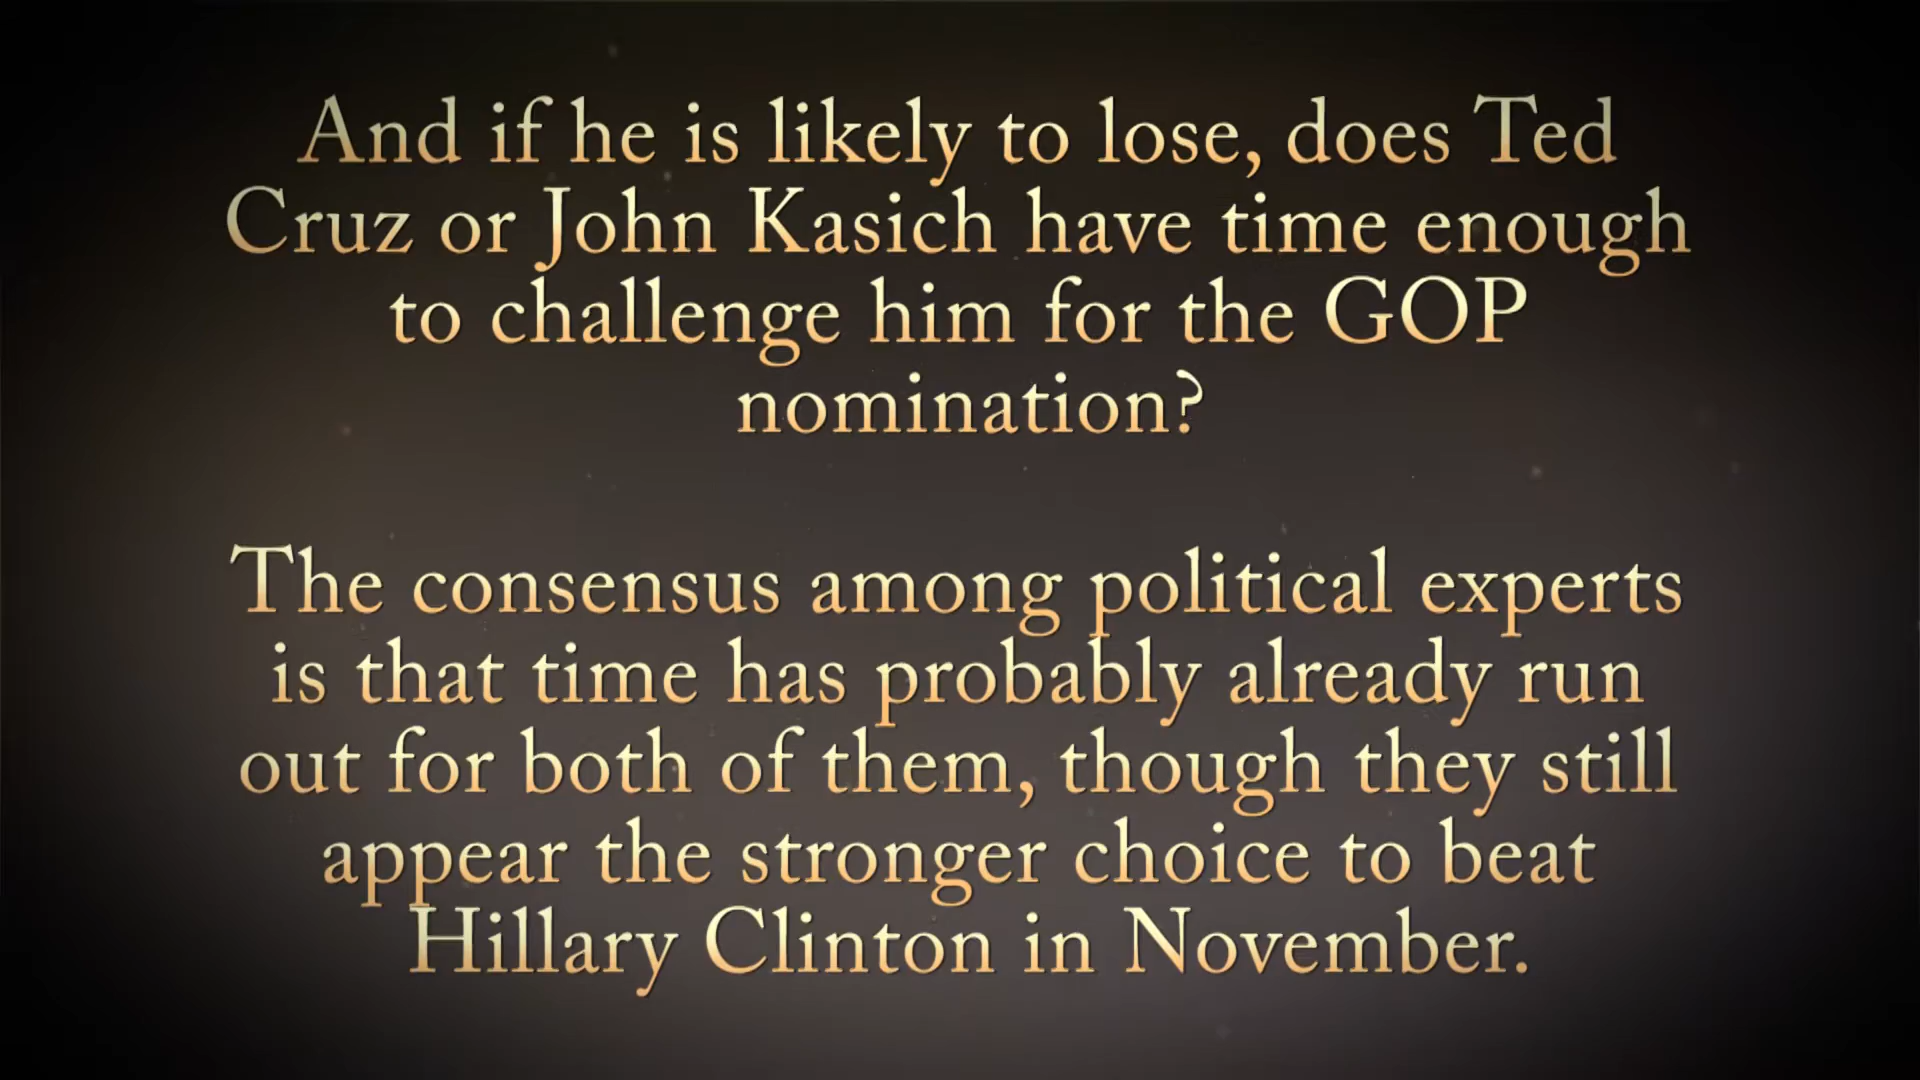 And if he is likely to lose, does Ted
Cruz or John Kasich have time enough
to challenge him for the GOP
nomination?
The consensus among political experts
is that time has probably already run
out for both of them, though they still
appear the stronger choice to beat
Hillary Clinton in November.